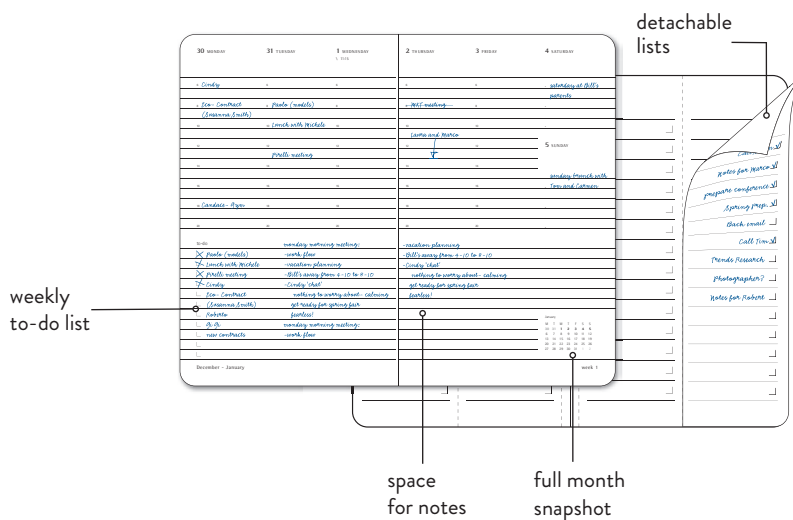 detachable
lists
30 MONDAY
31 TUESDAY
1 WEDNESDAY
2 THURSDAY
3 FRIDAY
4 SATURDAY
Cindy
saturday at Bill's
parents
Eco- Contract
Paolo (models)
MKT meeting
(Susanna Smith)
Lunch with Michele
Laura and Marco
5 SUNDAY
Pirelli meeting
sunday brunch with
Tom and Carmen
Notes for Marco
prepare conference
Spring Prep.
Back email
Call Tim
Trends Research
Photographer?
Notes for Robert
to-do
monday morning meeting:
-vacation planning
Paolo (models)
-work flow
-Bill's away from 4-10 to 8-10
Lunch with Michele
-vacation planning
-Cindy 'chat'
Pirelli meeting
-Bill's away from 4-10 to 8-10
nothing to worry about- calming
Cindy
-Cindy 'chat'
get ready for spring fair
Eco- Contract
nothing to worry about- calming
fearless!
(Susanna Smith)
get ready for spring fair
Roberto
fearless!
monday morning meeting:
new contracts
-work flow
December - January
week 1
weekly
to-do list
space
for notes
full month
snapshot